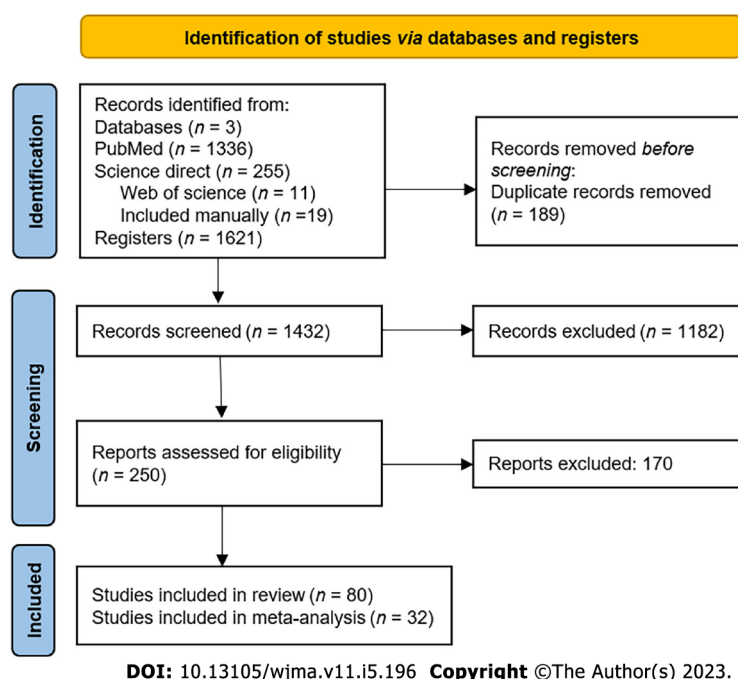 Identification of studies via databases and registers
Identification
Records identified from:
Databases (n = 3)
PubMed (n = 1336)
Science direct (n = 255)
Web of science (n = 11)
Included manually (n =19)
Registers (n = 1621)
Records removed before
screening:
Duplicate records removed
(n = 189)
Screening
Records screened (n = 1432)
Records excluded (n = 1182)
Reports assessed for eligibility
(n = 250)
Reports excluded: 170
Included
Studies included in review (n = 80)
Studies included in meta-analysis (n = 32)
DOI: 10.13105/wjma.v11.i5.196 Copyright ©The Author(s) 2023.